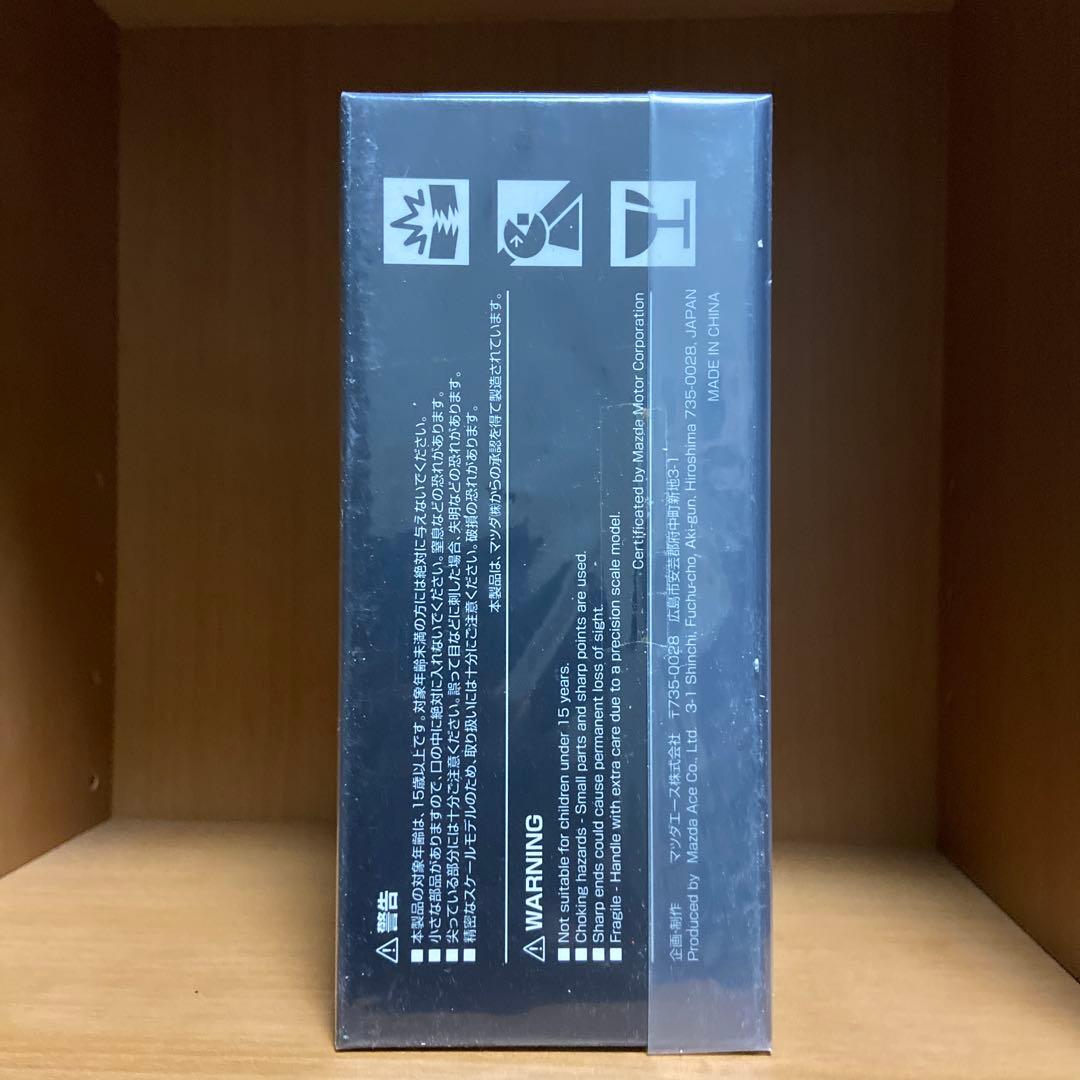 警告
■本製品の対象年齢は、15歳以上です。対象年齢未満の方には絶対に与えないでください。
■小さな部品がありますので、口の中に絶対に入れないでください。窒息などの恐れがあります。
■尖っている部分には十分ご注意ください。誤って目などに刺した場合、失明などの恐れがあります。
■精密なスケールモデルのため、取り扱いには十分にご注意ください。破損の恐れがあります。
本製品は、マツダ㈱からの承認を得て製造されています。
WARNING
■Not suitable for children under 15 years.
■Choking hazards - Small parts and sharp points are used.
■Sharp ends could cause permanent loss of sight.
■Fragile - Handle with extra care due to a precision scale model.
Certificated by Mazda Motor Corporation
企画・制作 マツダエース株式会社 〒735-0028 広島市安芸郡府中町新地3-1
Produced by Mazda Ace Co., Ltd. 3-1 Shinchi, Fuchu-cho, Aki-gun, Hiroshima 735-0028, JAPAN
MADE IN CHINA